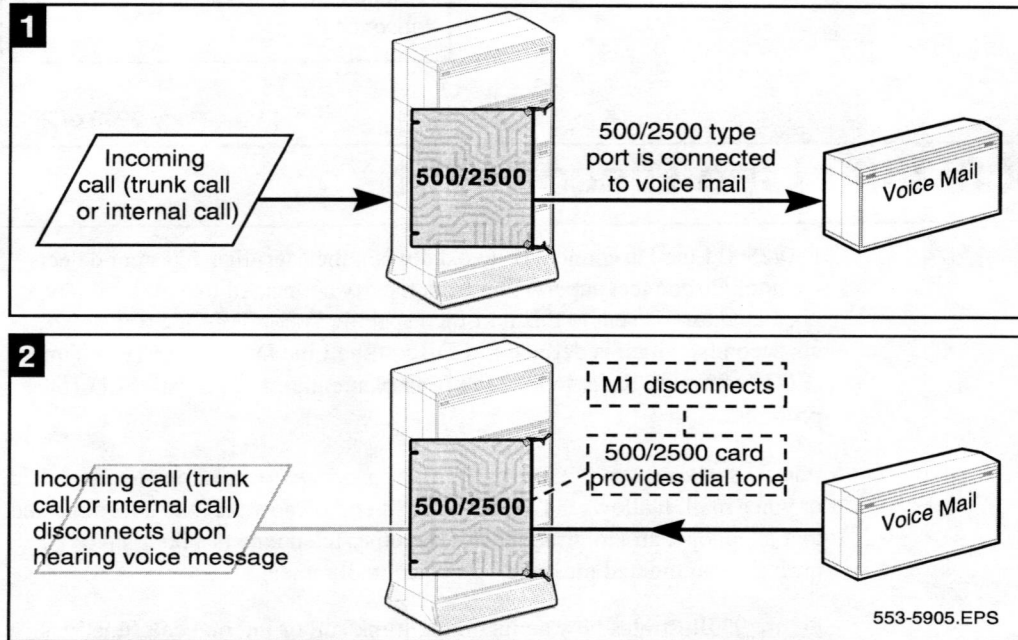 1
Incoming
call (trunk call
or internal call)
500/2500
500/2500 type
port is connected
to voice mail
Voice Mail
2
Incoming call (trunk
call or internal call)
disconnects upon
hearing voice message
500/2500
M1 disconnects
500/2500 card
provides dial tone
Voice Mail
553-5905.EPS